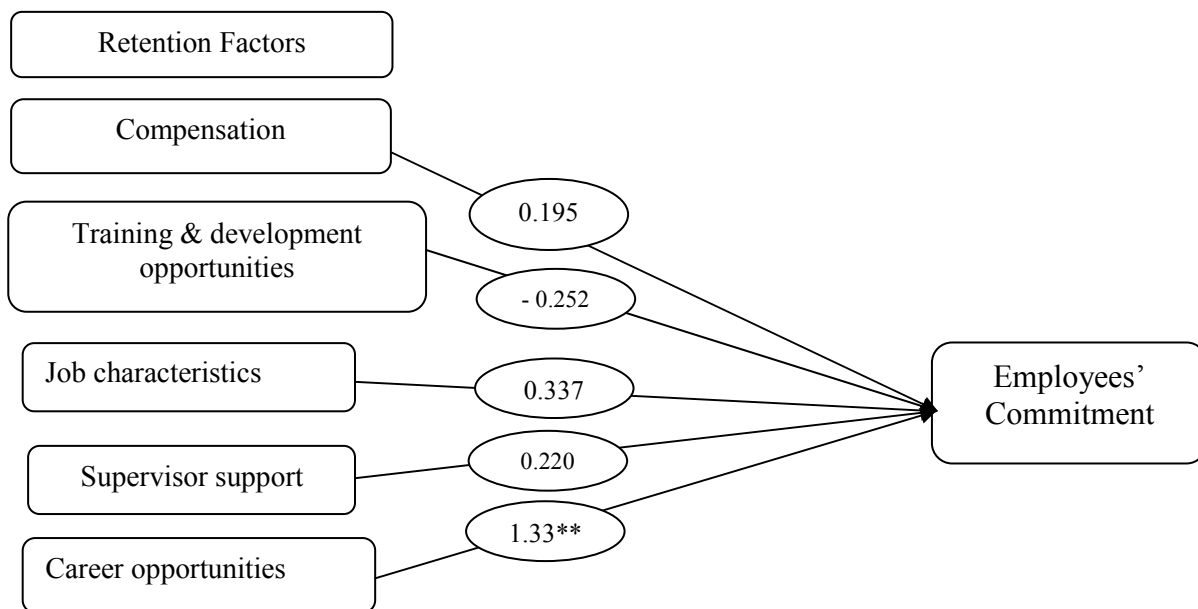 Retention Factors
Compensation
0.195
Training & development
opportunities
- 0.252
Job characteristics
0.337
Employees’
Commitment
Supervisor support
0.220
Career opportunities
1.33**